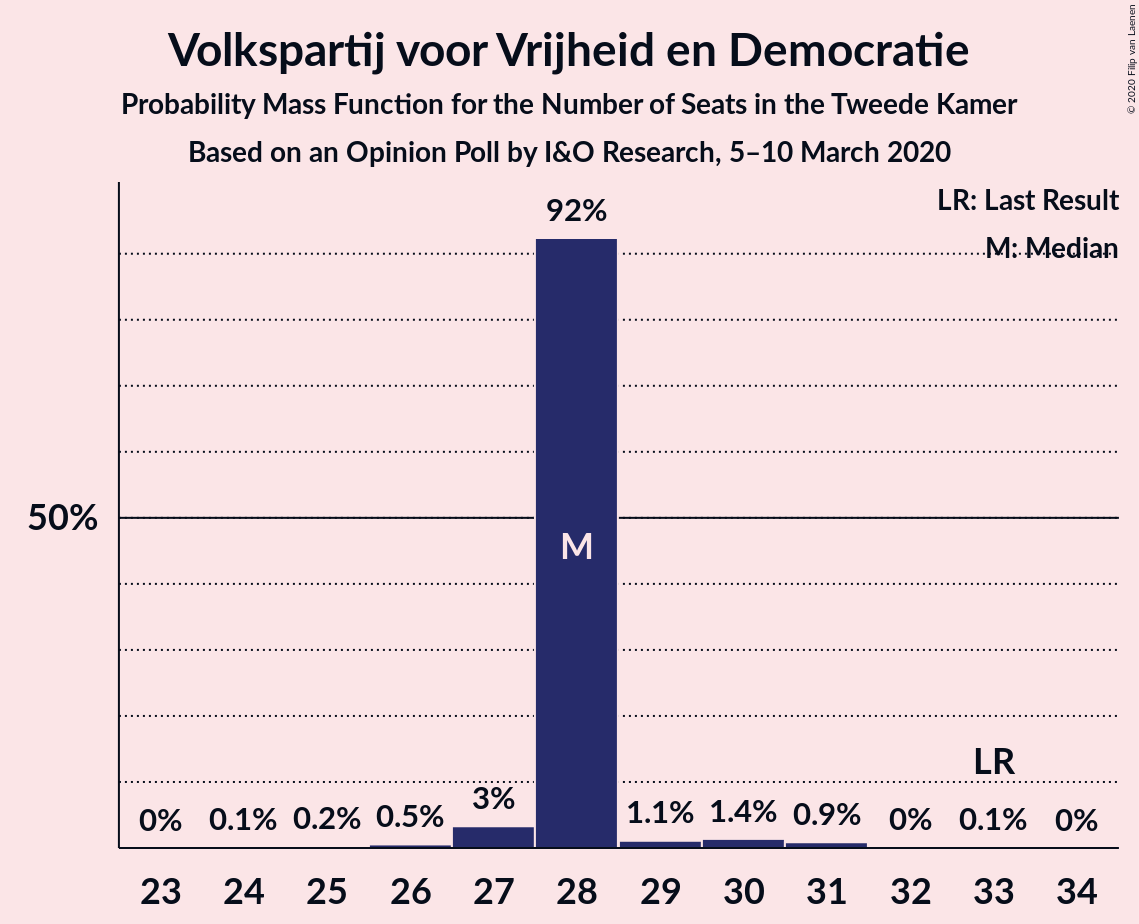 Volkspartij voor Vrijheid en Democratie
Probability Mass Function for the Number of Seats in the Tweede Kamer
Based on an Opinion Poll by I&O Research, 5–10 March 2020
© 2020 Filip van Laenen
LR: Last Result
M: Median
50%
0% 0.1% 0.2% 0.5% 3% 92% 1.1% 1.4% 0.9% 0% 0.1% 0%
M
LR
23 24 25 26 27 28 29 30 31 32 33 34